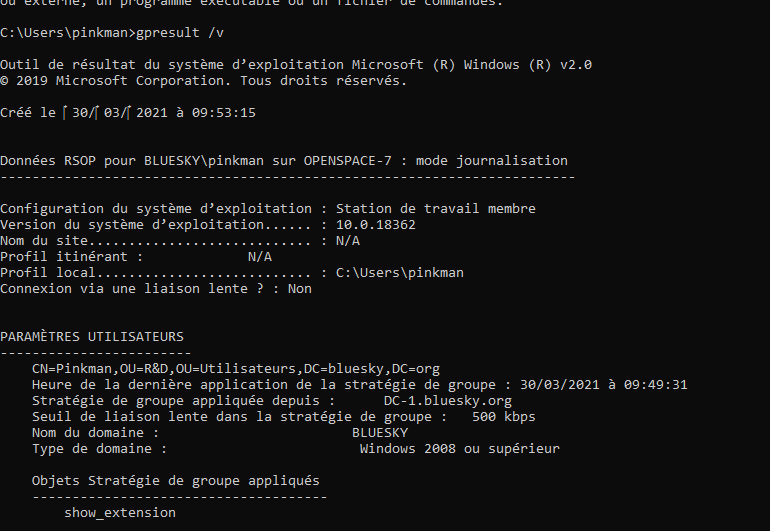 ou externe, un programme exécutable ou un fichier de commandes.
C:\Users\pinkman>gpresult /v
Outil de résultat du système d’exploitation Microsoft (R) Windows (R) v2.0
© 2019 Microsoft Corporation. Tous droits réservés.
Créé le 30/ 03/ 2021 à 09:53:15
Données RSOP pour BLUESKY\pinkman sur OPENSPACE-7 : mode journalisation
------------------------------------------------------------------------
Configuration du système d’exploitation : Station de travail membre
Version du système d’exploitation...... : 10.0.18362
Nom du site............................ : N/A
Profil itinérant :             N/A
Profil local........................... : C:\Users\pinkman
Connexion via une liaison lente ? : Non
PARAMÈTRES UTILISATEURS
------------------------
CN=Pinkman,OU=R&D,OU=Utilisateurs,DC=bluesky,DC=org
Heure de la dernière application de la stratégie de groupe : 30/03/2021 à 09:49:31
Stratégie de groupe appliquée depuis :      DC-1.bluesky.org
Seuil de liaison lente dans la stratégie de groupe :   500 kbps
Nom du domaine :                        BLUESKY
Type de domaine :                        Windows 2008 ou supérieur
Objets Stratégie de groupe appliqués
-------------------------------------
show_extension